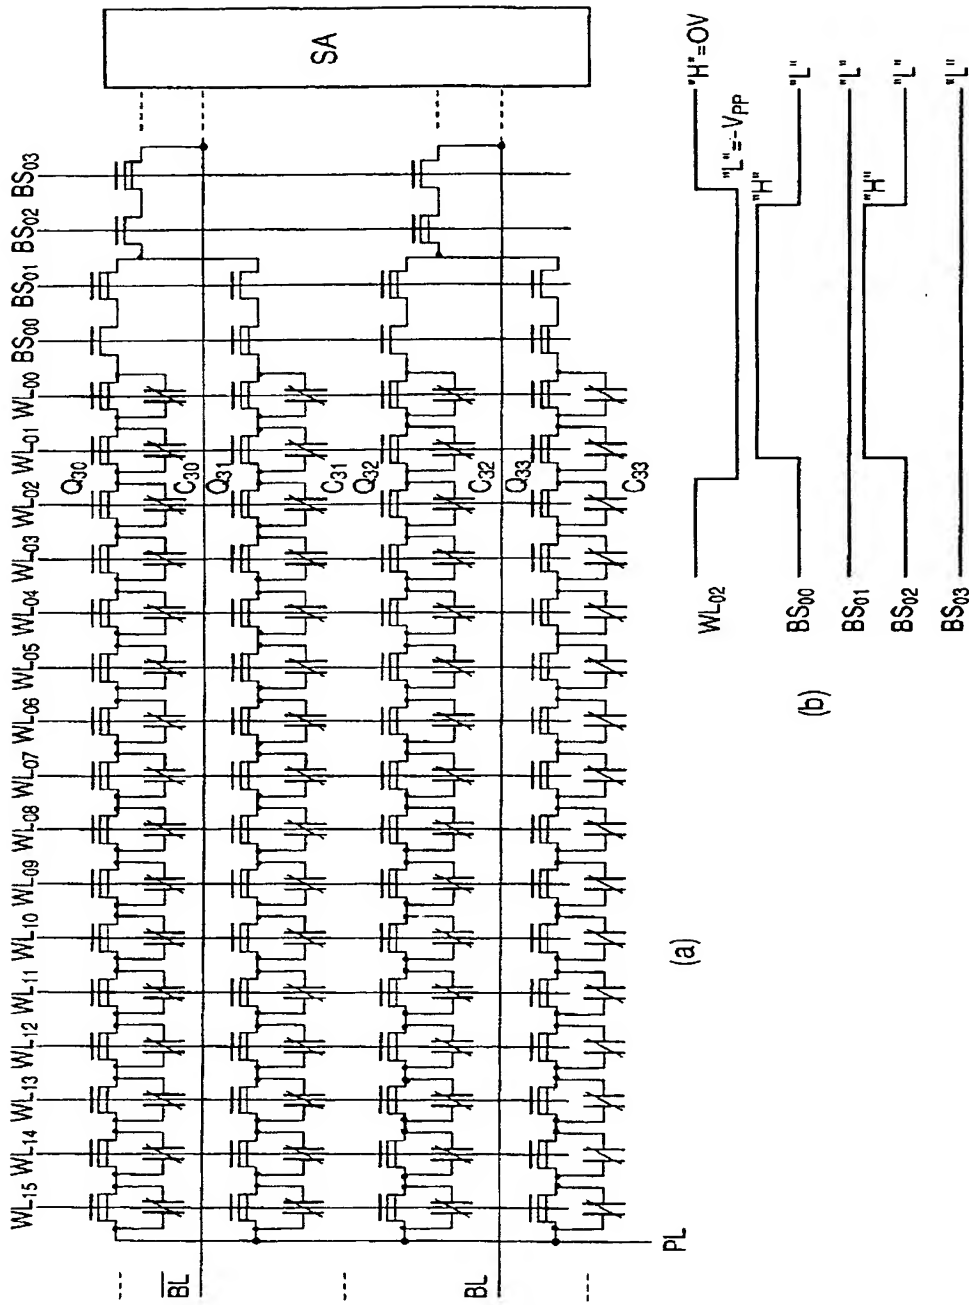 SA
BS03
BS02
BS01
BS00
WL00
WL01
WL02
WL03
WL04
WL05
WL06
WL07
WL08
WL09
WL10
WL11
WL12
WL13
WL14
WL15
Q30
C30
Q31
C31
Q32
C32
Q33
C33
B̅L̅
BL
PL
(a)
WL02
"H"=0V
"L"=-VPP
BS00
"H"
"L"
BS01
"L"
BS02
"H"
"L"
BS03
"L"
(b)